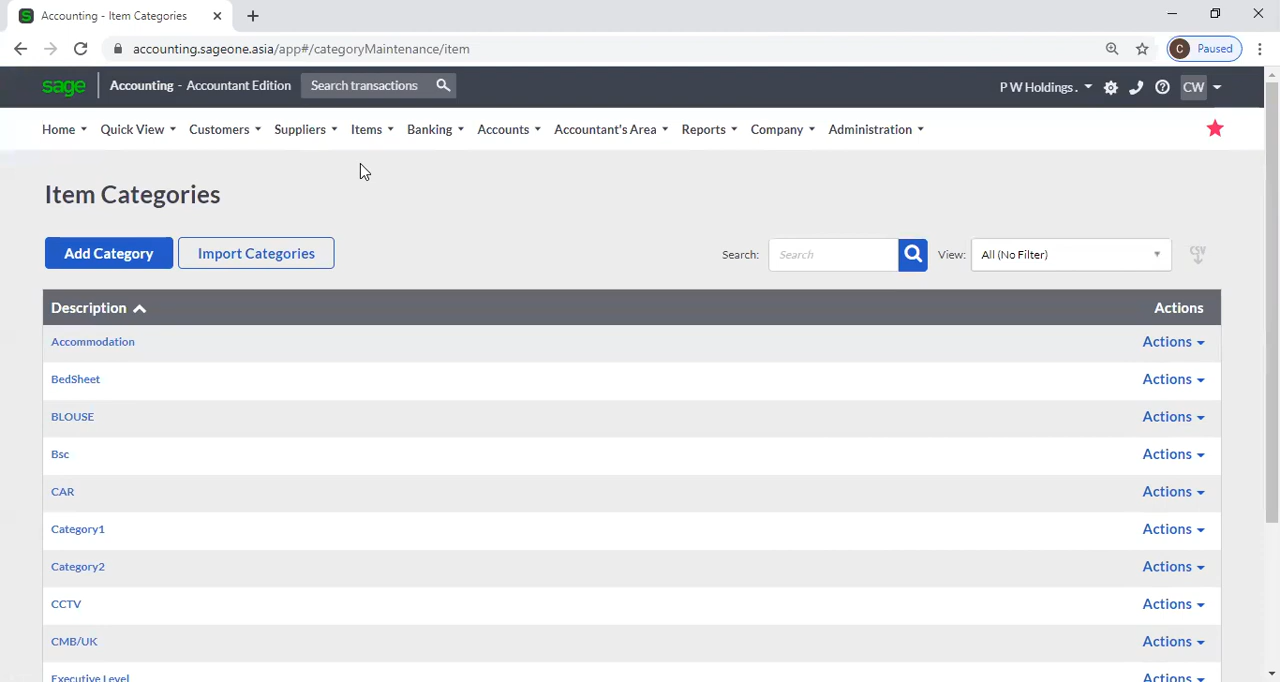 Accounting - Item Categories
accounting.sageone.asia/app#/categoryMaintenance/item
C Paused
sage Accounting - Accountant Edition Search transactions P W Holdings . CW
Home Quick View Customers Suppliers Items Banking Accounts Accountant's Area Reports Company Administration
Item Categories
Add Category Import Categories Search: Search View: All (No Filter) CSV
Description Actions
Accommodation Actions
BedSheet Actions
BLOUSE Actions
Bsc Actions
CAR Actions
Category1 Actions
Category2 Actions
CCTV Actions
CMB/UK Actions
Executive Level Actions